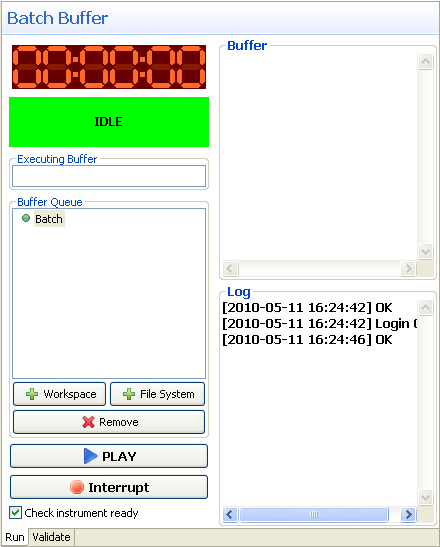 Batch Buffer
00:00:00
IDLE
Executing Buffer
Buffer Queue
Batch
Workspace
File System
Remove
PLAY
Interrupt
Check instrument ready
Buffer
Log
[2010-05-11 16:24:42] OK
[2010-05-11 16:24:42] Login
[2010-05-11 16:24:46] OK
Run
Validate